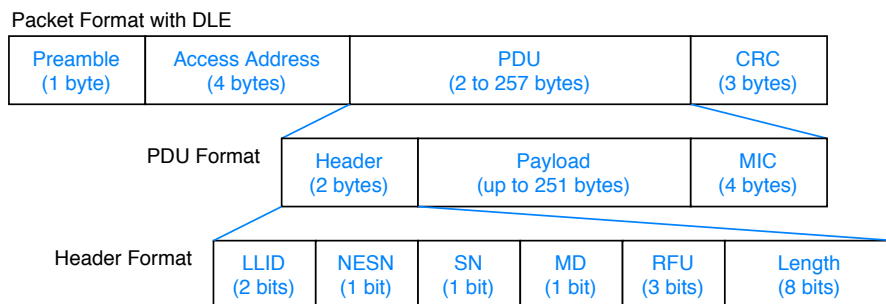 Packet Format with DLE
Preamble
(1 byte)
Access Address
(4 bytes)
PDU
(2 to 257 bytes)
CRC
(3 bytes)
PDU Format
Header
(2 bytes)
Payload
(up to 251 bytes)
MIC
(4 bytes)
Header Format
LLID
(2 bits)
NESN
(1 bit)
SN
(1 bit)
MD
(1 bit)
RFU
(3 bits)
Length
(8 bits)